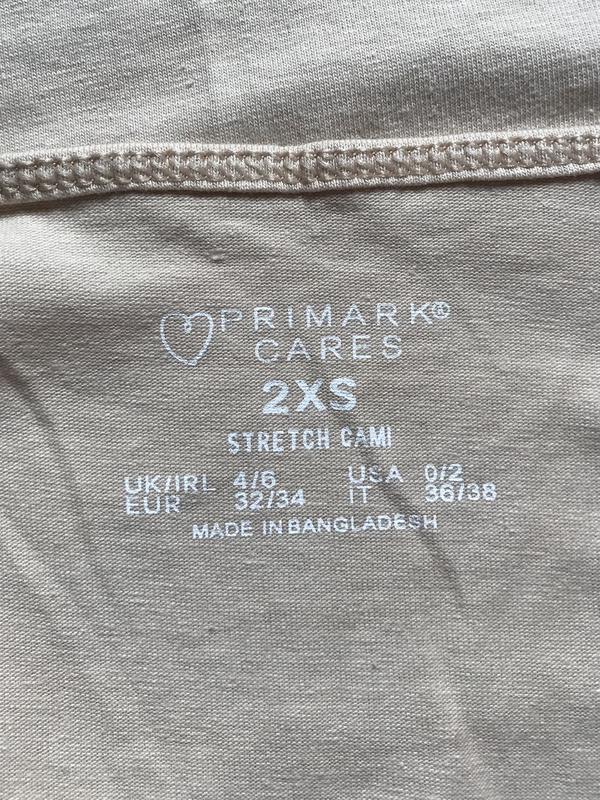 PRIMARK®
CARES
2XS
STRETCH CAMI
UK/IRL 4/6 USA 0/2
EUR 32/34 IT 36/38
MADE IN BANGLADESH